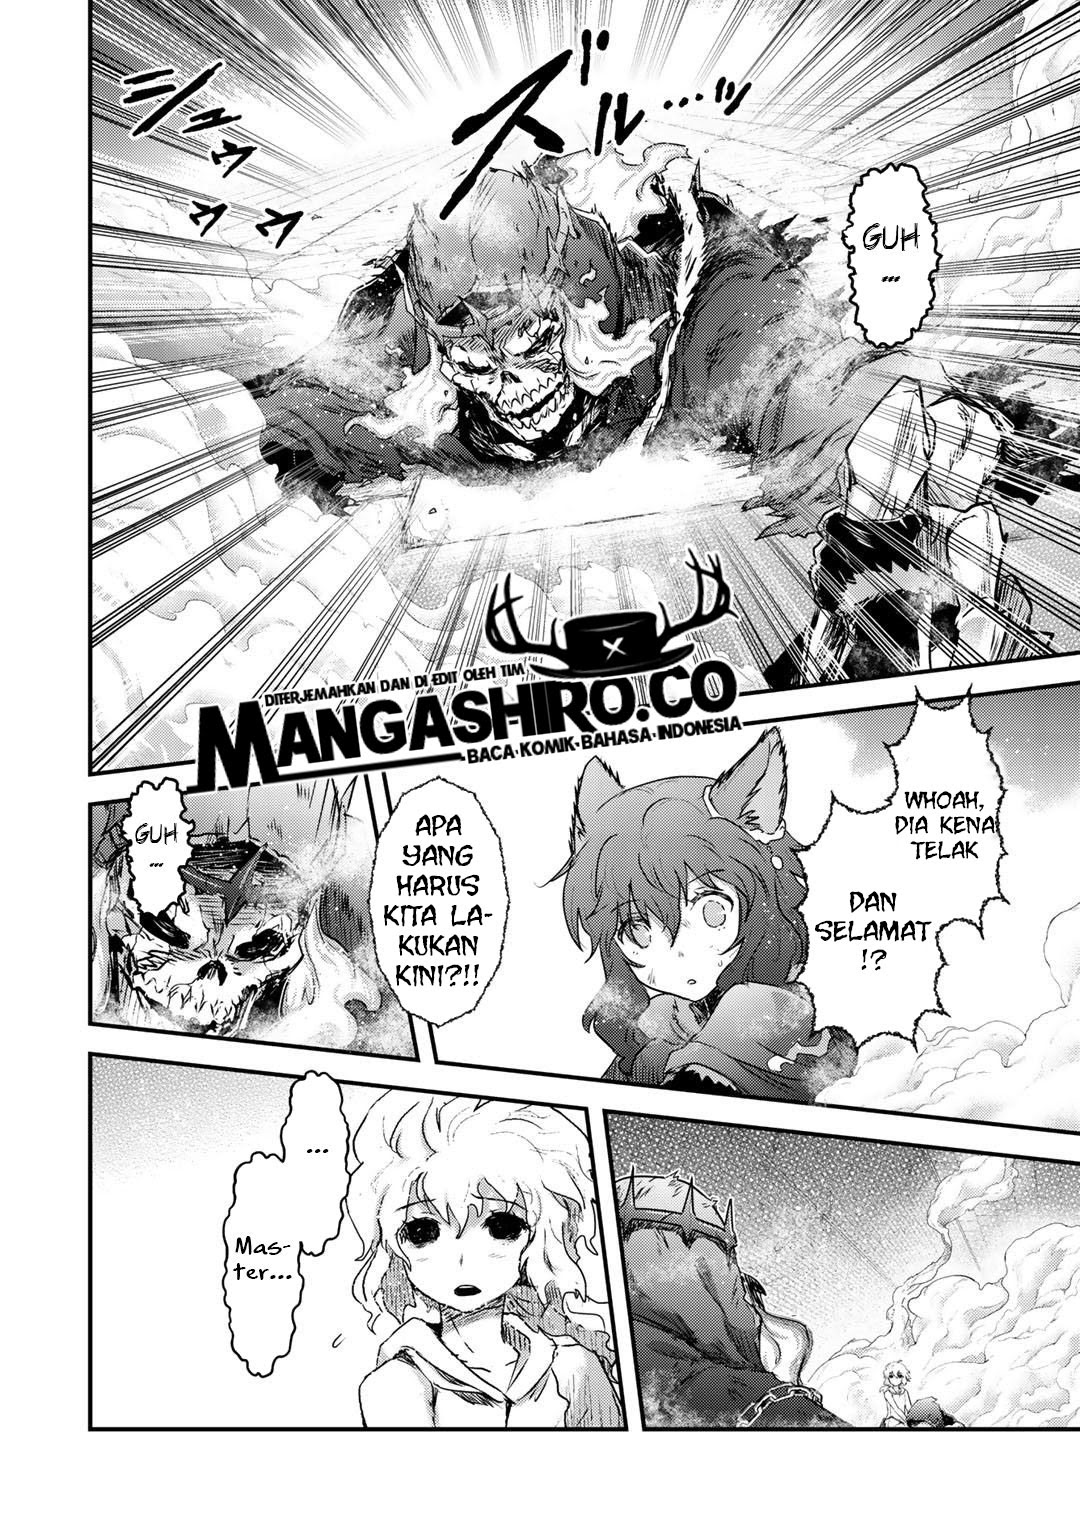 シュウ
ウゥ
ズル…ッ
GUH
...
DITERJEMAHKAN DAN DI EDIT OLEH TIM
MANGASHIRO.CO
BACA KOMIK BAHASA INDONESIA
WHOAH,
DIA KENA
TELAK
DAN
SELAMAT
!?
APA
YANG
HARUS
KITA LA-
KUKAN
KINI?!!
GUH
...
...
Mas-
ter...